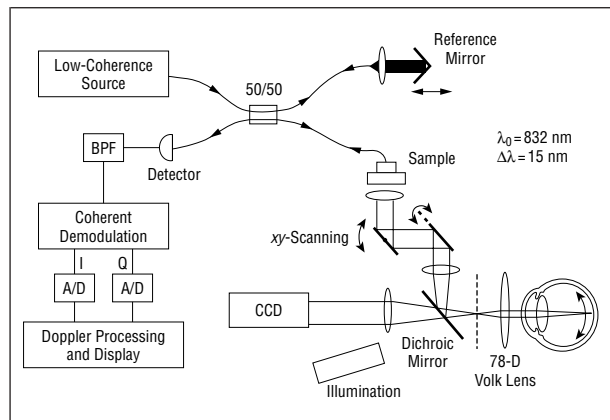 Low-Coherence
Source
50/50
Reference
Mirror
λ0 = 832 nm
Δλ = 15 nm
BPF
Detector
Sample
Coherent
Demodulation
xy-Scanning
I
Q
A/D
A/D
CCD
Doppler Processing
and Display
Dichroic
Mirror
78-D
Volk Lens
Illumination